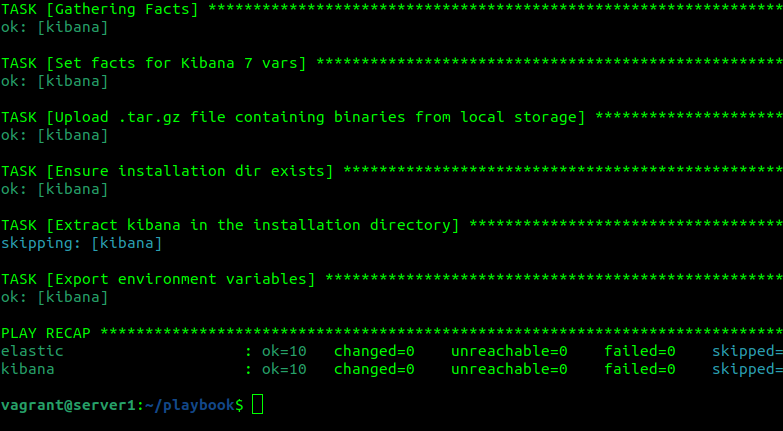 TASK [Gathering Facts] ****************************************************************
ok: [kibana]
TASK [Set facts for Kibana 7 vars] ****************************************************
ok: [kibana]
TASK [Upload .tar.gz file containing binaries from local storage] *********************
ok: [kibana]
TASK [Ensure installation dir exists] *************************************************
ok: [kibana]
TASK [Extract kibana in the installation directory] ***********************************
skipping: [kibana]
TASK [Export environment variables] ***************************************************
ok: [kibana]
PLAY RECAP ****************************************************************************
elastic                    : ok=10   changed=0    unreachable=0    failed=0    skipped=
kibana                     : ok=10   changed=0    unreachable=0    failed=0    skipped=
vagrant@server1:~/playbook$